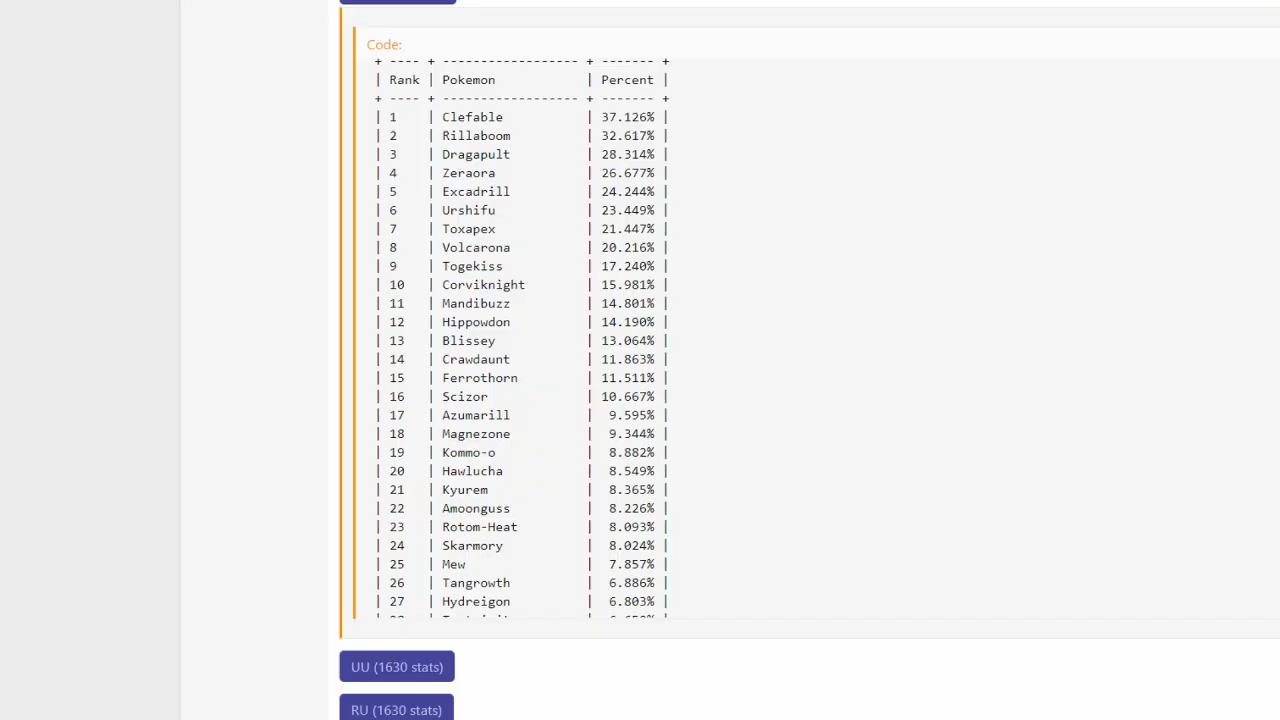 Code:
+ ---- + ------------------ + ------- +
| Rank | Pokemon            | Percent |
+ ---- + ------------------ + ------- +
| 1    | Clefable           | 37.126% |
| 2    | Rillaboom          | 32.617% |
| 3    | Dragapult          | 28.314% |
| 4    | Zeraora            | 26.677% |
| 5    | Excadrill          | 24.244% |
| 6    | Urshifu            | 23.449% |
| 7    | Toxapex            | 21.447% |
| 8    | Volcarona          | 20.216% |
| 9    | Togekiss           | 17.240% |
| 10   | Corviknight        | 15.981% |
| 11   | Mandibuzz          | 14.801% |
| 12   | Hippowdon          | 14.190% |
| 13   | Blissey            | 13.064% |
| 14   | Crawdaunt          | 11.863% |
| 15   | Ferrothorn         | 11.511% |
| 16   | Scizor             | 10.667% |
| 17   | Azumarill          |  9.595% |
| 18   | Magnezone          |  9.344% |
| 19   | Kommo-o            |  8.882% |
| 20   | Hawlucha           |  8.549% |
| 21   | Kyurem             |  8.365% |
| 22   | Amoonguss          |  8.226% |
| 23   | Rotom-Heat         |  8.093% |
| 24   | Skarmory           |  8.024% |
| 25   | Mew                |  7.857% |
| 26   | Tangrowth          |  6.886% |
| 27   | Hydreigon          |  6.803% |
UU (1630 stats)
RU (1630 stats)